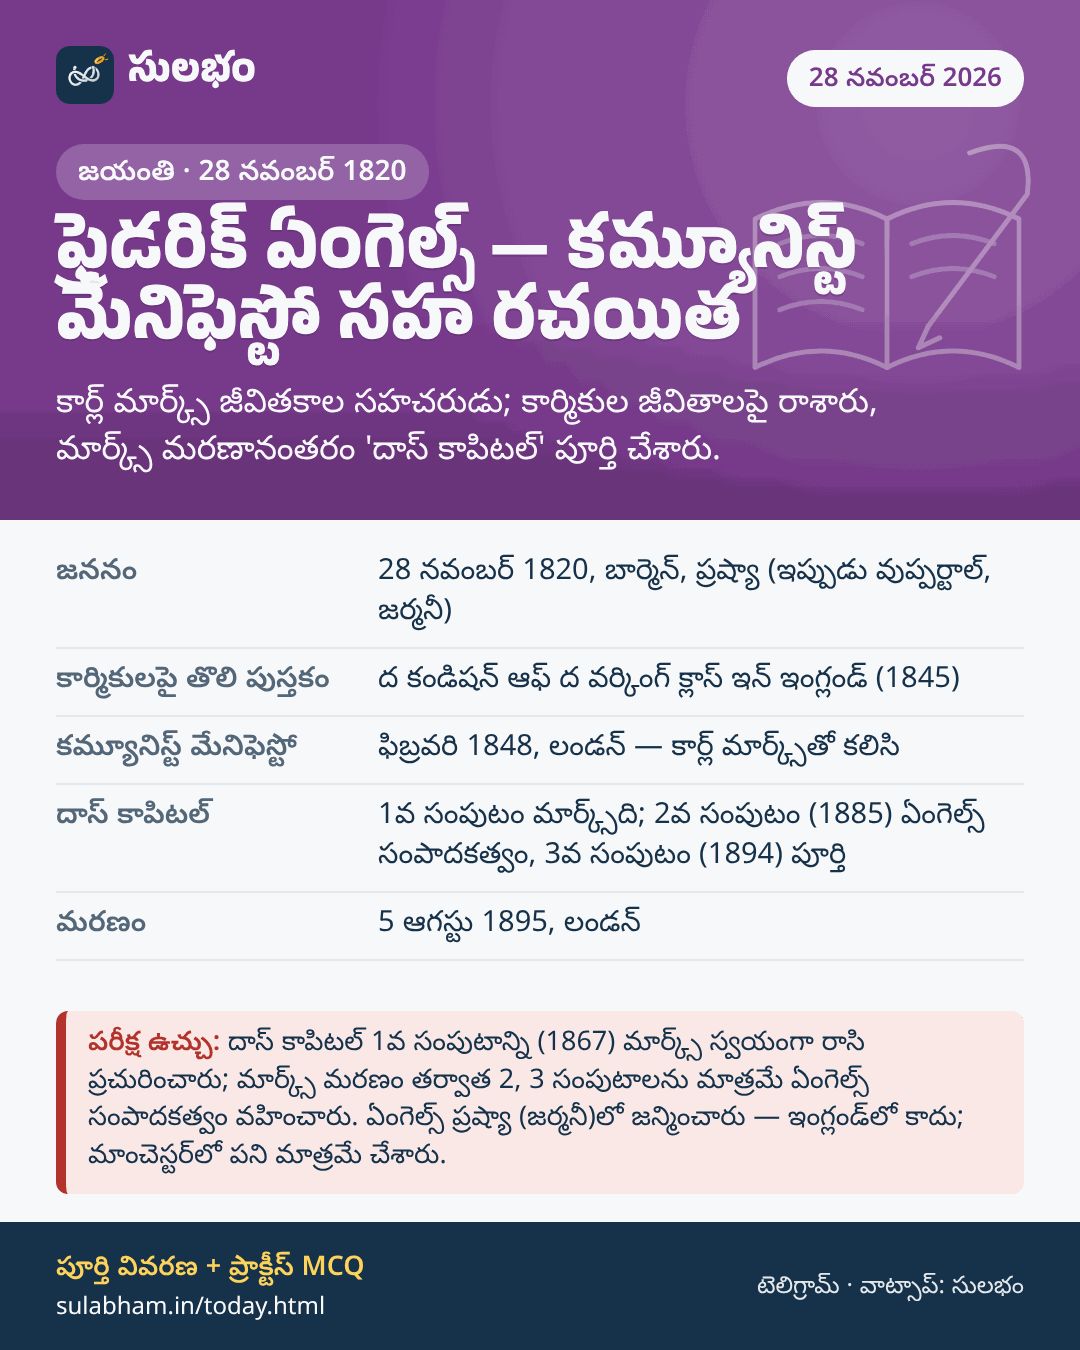 సులభం
28 నవంబర్ 2026
జయంతి · 28 నవంబర్ 1820
ఫ్రెడరిక్ ఏంగెల్స్ — కమ్యూనిస్ట్
మేనిఫెస్టో సహ రచయిత
కార్ల్ మార్క్స్ జీవితకాల సహచరుడు; కార్మికుల జీవితాలపై రాశారు,
మార్క్స్ మరణానంతరం 'దాస్ కాపిటల్' పూర్తి చేశారు.
జననం
28 నవంబర్ 1820, బార్మెన్, ప్రష్యా (ఇప్పుడు వుప్పర్టాల్,
జర్మనీ)
కార్మికులపై తొలి పుస్తకం
ద కండిషన్ ఆఫ్ ద వర్కింగ్ క్లాస్ ఇన్ ఇంగ్లండ్ (1845)
కమ్యూనిస్ట్ మేనిఫెస్టో
ఫిబ్రవరి 1848, లండన్ — కార్ల్ మార్క్స్‌తో కలిసి
దాస్ కాపిటల్
1వ సంపుటం మార్క్స్‌ది; 2వ సంపుటం (1885) ఏంగెల్స్
సంపాదకత్వం, 3వ సంపుటం (1894) పూర్తి
మరణం
5 ఆగస్టు 1895, లండన్
పరీక్ష ఉచ్చు: దాస్ కాపిటల్ 1వ సంపుటాన్ని (1867) మార్క్స్ స్వయంగా రాసి
ప్రచురించారు; మార్క్స్ మరణం తర్వాత 2, 3 సంపుటాలను మాత్రమే ఏంగెల్స్
సంపాదకత్వం వహించారు. ఏంగెల్స్ ప్రష్యా (జర్మనీ)లో జన్మించారు — ఇంగ్లండ్‌లో కాదు;
మాంచెస్టర్‌లో పని మాత్రమే చేశారు.
పూర్తి వివరణ + ప్రాక్టీస్ MCQ
sulabham.in/today.html
టెలిగ్రామ్ · వాట్సాప్: సులభం